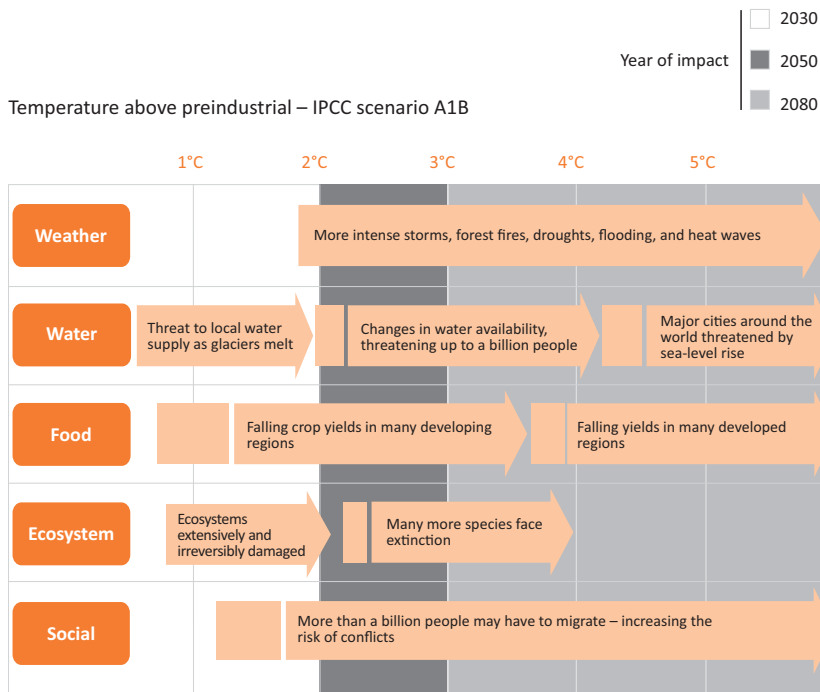 2030
Year of impact
2050
2080
Temperature above preindustrial – IPCC scenario A1B
1°C 2°C 3°C 4°C 5°C
Weather
More intense storms, forest fires, droughts, flooding, and heat waves
Water
Threat to local water
supply as glaciers melt
Changes in water availability,
threatening up to a billion people
Major cities around the
world threatened by
sea-level rise
Food
Falling crop yields in many developing
regions
Falling yields in many developed
regions
Ecosystem
Ecosystems
extensively and
irreversibly damaged
Many more species face
extinction
Social
More than a billion people may have to migrate – increasing the
risk of conflicts